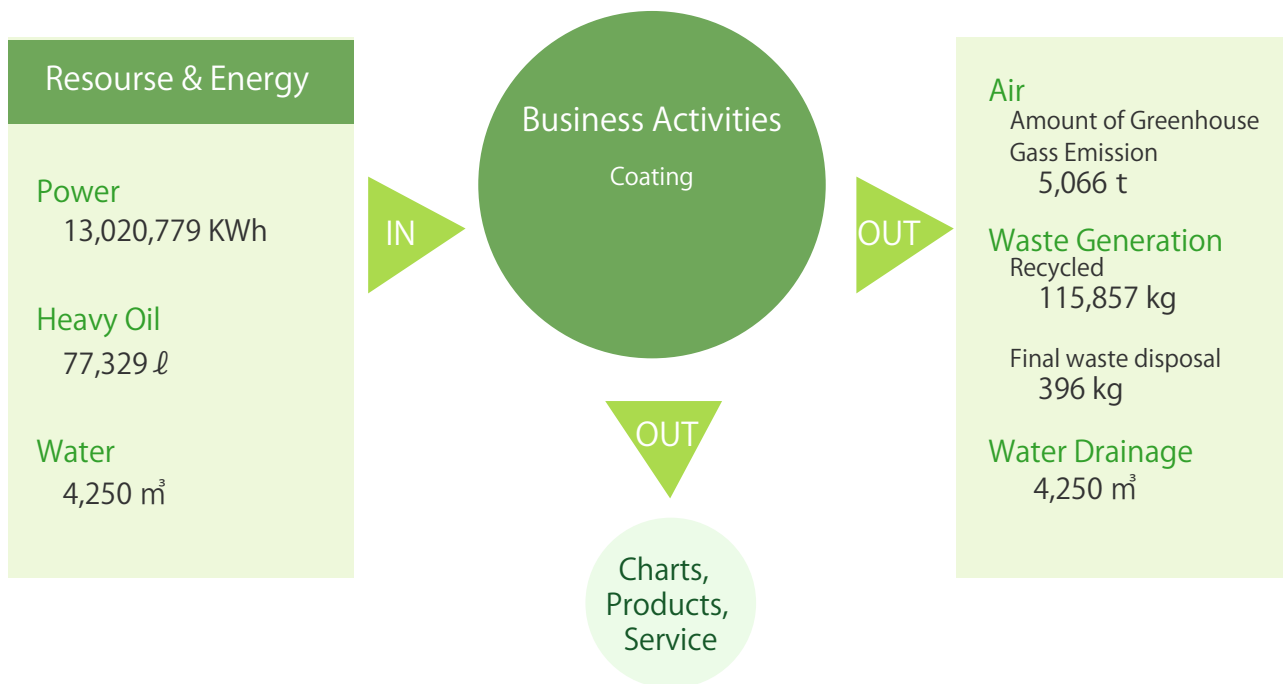 Resourse & Energy
Power
13,020,779 KWh
Heavy Oil
77,329 ℓ
Water
4,250 ㎥
IN
Business Activities
Coating
OUT
Charts,
Products,
Service
OUT
Air
Amount of Greenhouse
Gass Emission
5,066 t
Waste Generation
Recycled
115,857 kg
Final waste disposal
396 kg
Water Drainage
4,250 ㎥